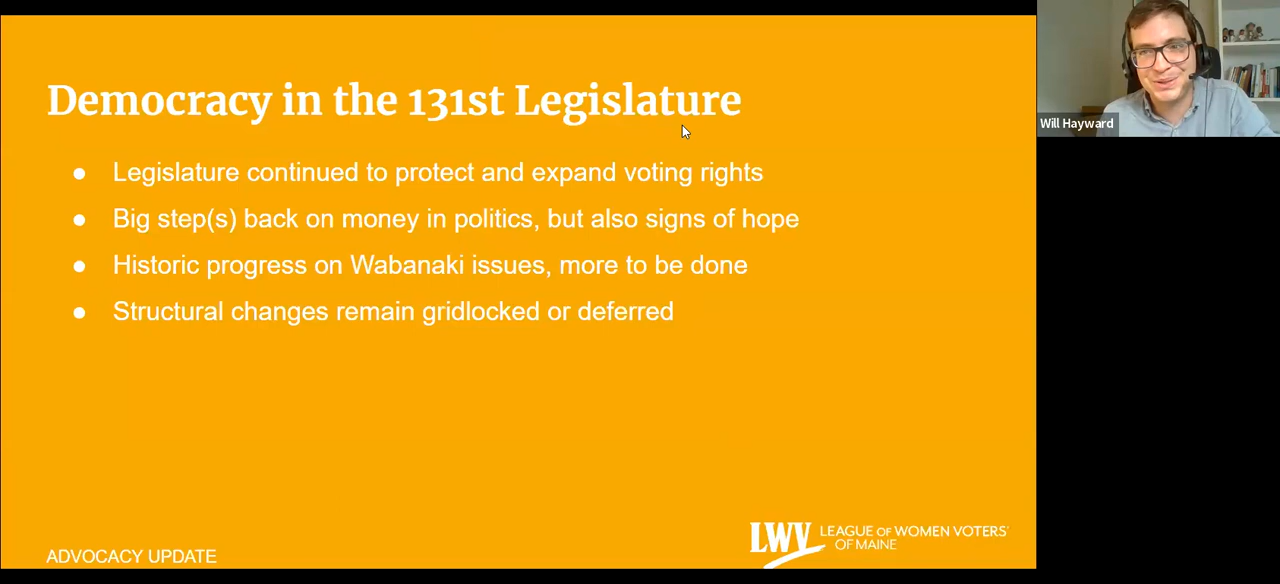 Democracy in the 131st Legislature
● Legislature continued to protect and expand voting rights
● Big step(s) back on money in politics, but also signs of hope
● Historic progress on Wabanaki issues, more to be done
● Structural changes remain gridlocked or deferred
ADVOCACY UPDATE
LWV LEAGUE OF WOMEN VOTERS®
OF MAINE
Will Hayward